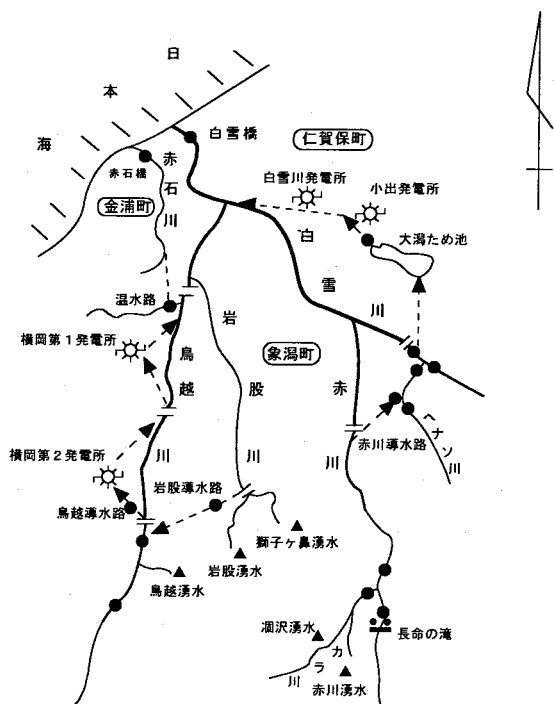 日本海
白雪橋
仁賀保町
赤石橋
赤石川
金浦町
白雪川発電所
小出発電所
大潟ため池
白雪川
温水路
横岡第1発電所
鳥越川
岩股川
象潟町
赤川
赤川導水路
ヘナソ川
横岡第2発電所
岩股導水路
鳥越導水路
獅子ヶ鼻湧水
岩股湧水
鳥越湧水
涸沢湧水
長命の滝
カラ川
赤川湧水